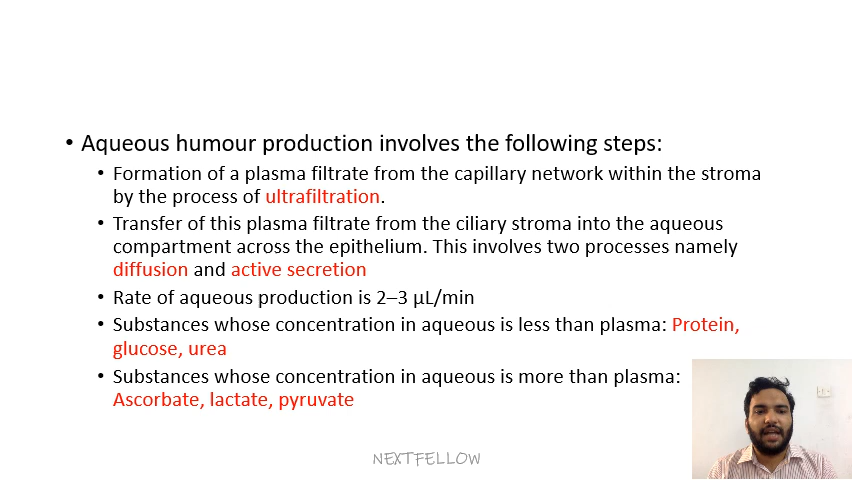 • Aqueous humour production involves the following steps:
• Formation of a plasma filtrate from the capillary network within the stroma
by the process of ultrafiltration.
• Transfer of this plasma filtrate from the ciliary stroma into the aqueous
compartment across the epithelium. This involves two processes namely
diffusion and active secretion
• Rate of aqueous production is 2–3 µL/min
• Substances whose concentration in aqueous is less than plasma: Protein,
glucose, urea
• Substances whose concentration in aqueous is more than plasma:
Ascorbate, lactate, pyruvate
NEXTFELLOW